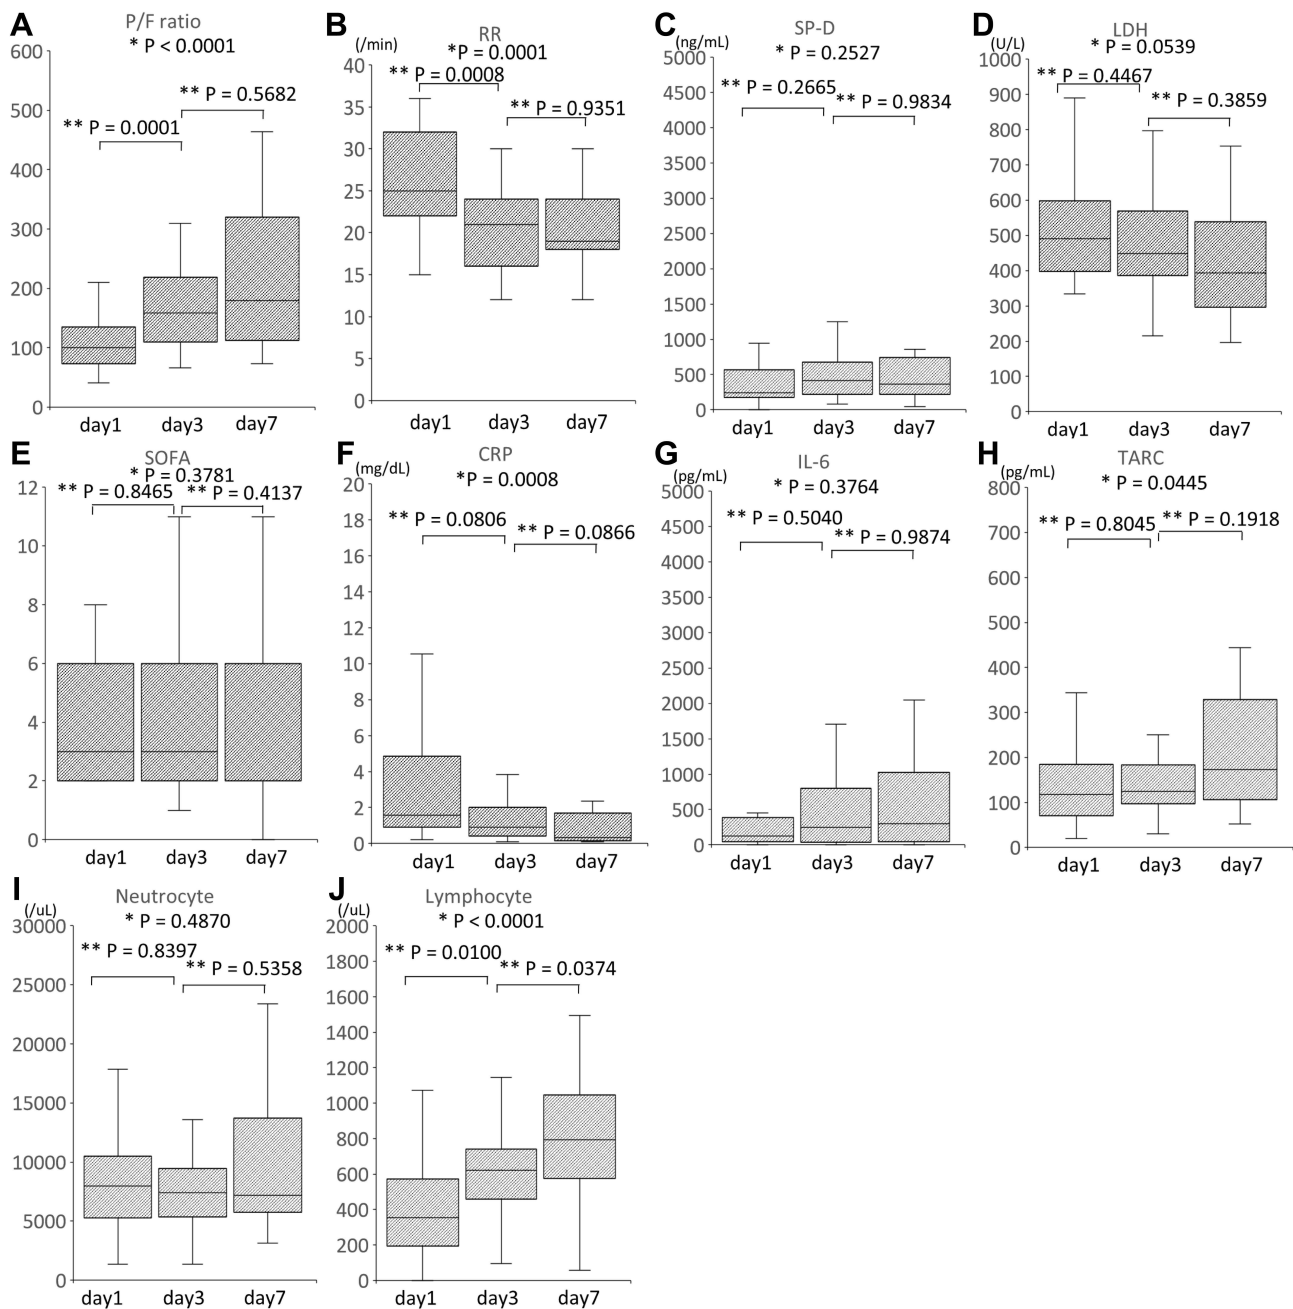 A
P/F ratio
* P < 0.0001
** P = 0.5682
** P = 0.0001
600
500
400
300
200
100
0
day1 day3 day7
B
RR
(/min)
*P = 0.0001
** P = 0.0008
** P = 0.9351
40
35
30
25
20
15
10
5
0
day1 day3 day7
C
SP-D
(ng/mL)
* P = 0.2527
** P = 0.2665
** P = 0.9834
5000
4500
4000
3500
3000
2500
2000
1500
1000
500
0
day1 day3 day7
D
LDH
(U/L)
* P = 0.0539
** P = 0.4467
** P = 0.3859
1000
900
800
700
600
500
400
300
200
100
0
day1 day3 day7
E
SOFA
* P = 0.3781
** P = 0.8465
** P = 0.4137
12
10
8
6
4
2
0
day1 day3 day7
F
CRP
(mg/dL)
*P = 0.0008
** P = 0.0806
** P = 0.0866
20
18
16
14
12
10
8
6
4
2
0
day1 day3 day7
G
IL-6
(pg/mL)
* P = 0.3764
** P = 0.5040
** P = 0.9874
5000
4500
4000
3500
3000
2500
2000
1500
1000
500
0
day1 day3 day7
H
TARC
(pg/mL)
* P = 0.0445
** P = 0.8045
** P = 0.1918
800
700
600
500
400
300
200
100
0
day1 day3 day7
I
Neutrocyte
(/uL)
* P = 0.4870
** P = 0.8397
** P = 0.5358
30000
25000
20000
15000
10000
5000
0
day1 day3 day7
J
Lymphocyte
(/uL)
* P < 0.0001
** P = 0.0100
** P = 0.0374
2000
1800
1600
1400
1200
1000
800
600
400
200
0
day1 day3 day7